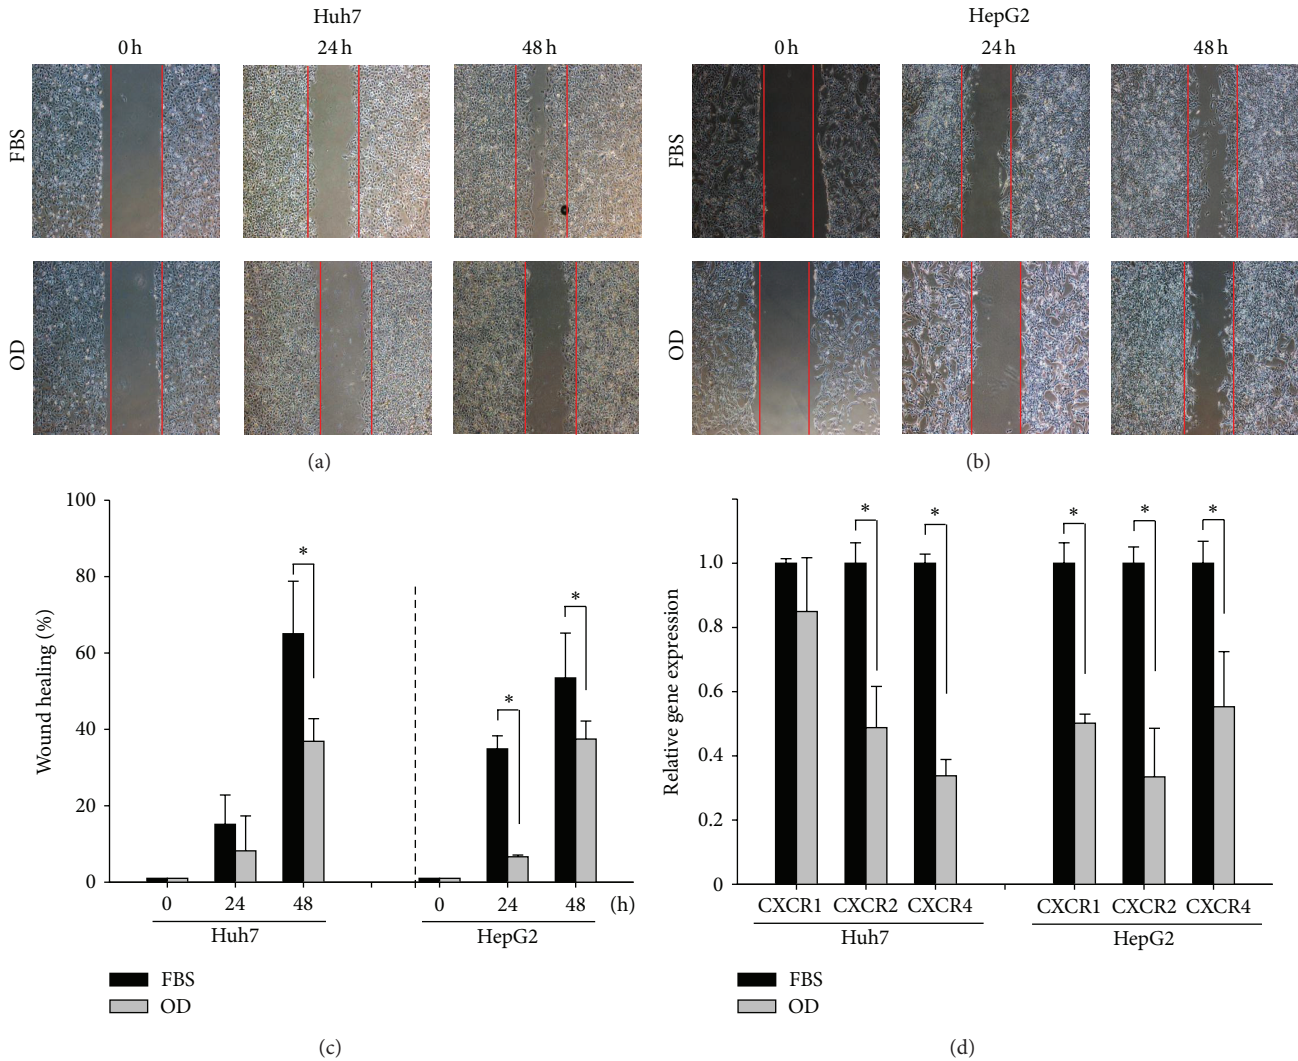 Huh7
HepG2
0 h 24 h 48 h
0 h 24 h 48 h
FBS
FBS
OD
OD
(a)
(b)
100
80
60
40
20
0
Wound healing (%)
* * *
0 24 48 0 24 48 (h)
Huh7 HepG2
FBS
OD
(c)
1.0
0.8
0.6
0.4
0.2
0
Relative gene expression
* * * * *
CXCR1 CXCR2 CXCR4 CXCR1 CXCR2 CXCR4
Huh7 HepG2
FBS
OD
(d)